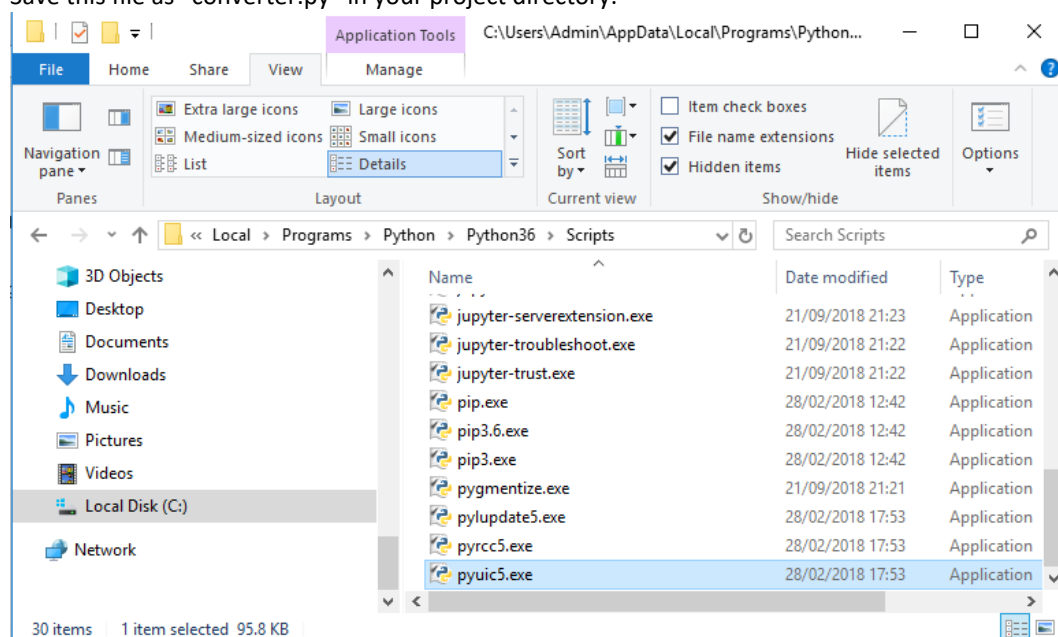 Save this file as "converter.py" in your project directory.
Application Tools C:\Users\Admin\AppData\Local\Programs\Python...
File Home Share View Manage
Navigation pane
Extra large icons Large icons
Medium-sized icons Small icons
List Details
Sort by
Item check boxes
File name extensions
Hidden items
Hide selected items
Options
Panes Layout Current view Show/hide
« Local > Programs > Python > Python36 > Scripts Search Scripts
3D Objects
Desktop
Documents
Downloads
Music
Pictures
Videos
Local Disk (C:)
Network
Name Date modified Type
jupyter-serverextension.exe 21/09/2018 21:23 Application
jupyter-troubleshoot.exe 21/09/2018 21:22 Application
jupyter-trust.exe 21/09/2018 21:22 Application
pip.exe 28/02/2018 12:42 Application
pip3.6.exe 28/02/2018 12:42 Application
pip3.exe 28/02/2018 12:42 Application
pygmentize.exe 21/09/2018 21:21 Application
pylupdate5.exe 28/02/2018 17:53 Application
pyrcc5.exe 28/02/2018 17:53 Application
pyuic5.exe 28/02/2018 17:53 Application
30 items 1 item selected 95.8 KB